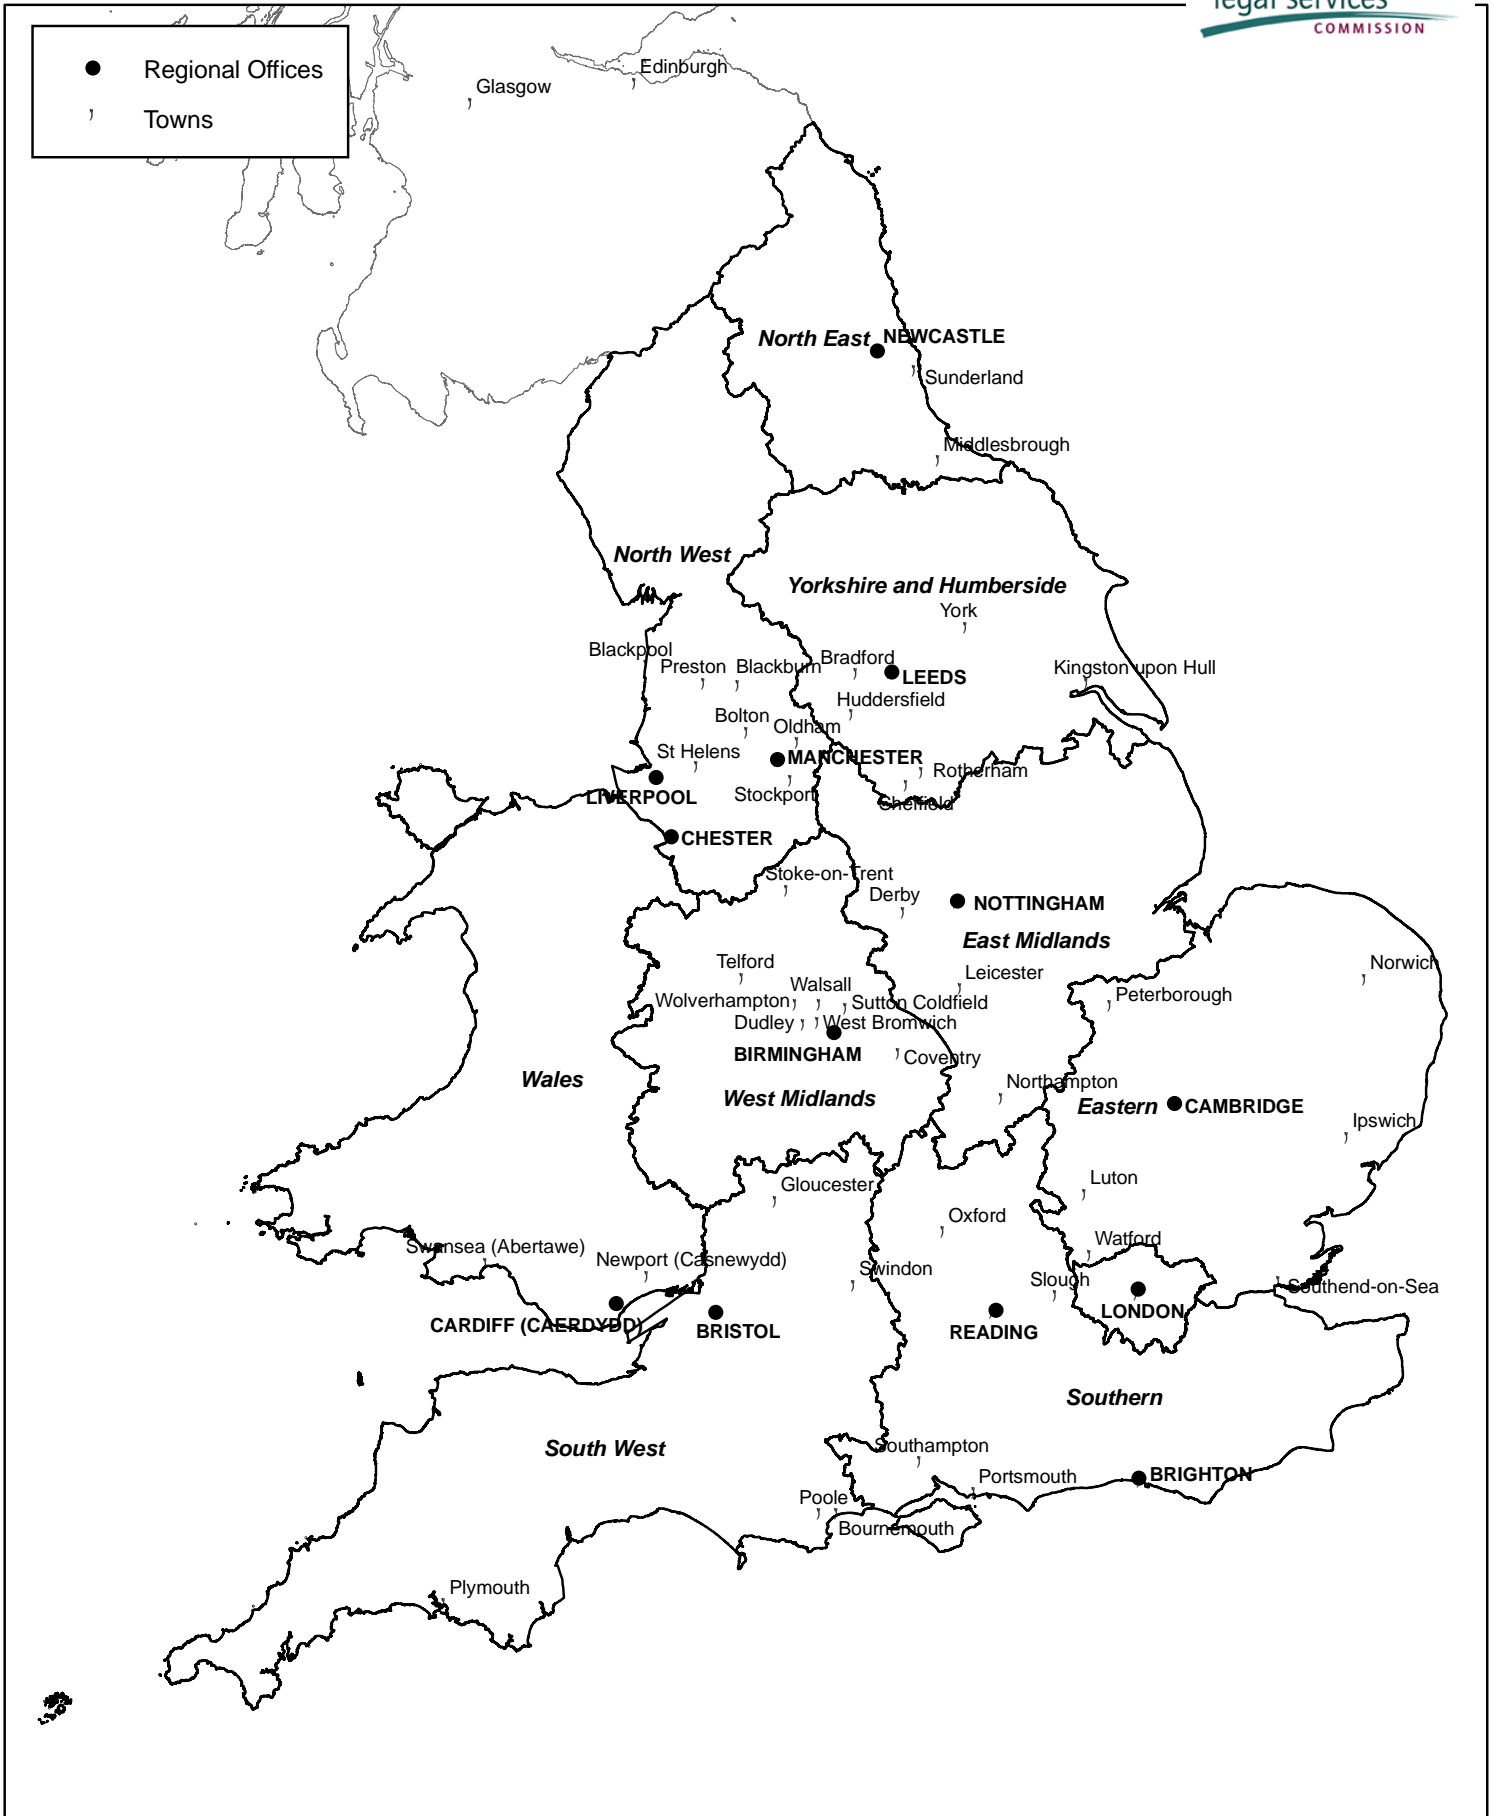 legal services
COMMISSION
Regional Offices
Towns
Edinburgh
Glasgow
North East
NEWCASTLE
Sunderland
Middlesbrough
North West
Yorkshire and Humberside
York
Blackpool
Preston
Blackburn
Bradford
LEEDS
Kingston upon Hull
Huddersfield
Bolton
Oldham
St Helens
MANCHESTER
Rotherham
LIVERPOOL
Stockport
Sheffield
CHESTER
Stoke-on-Trent
Derby
NOTTINGHAM
East Midlands
Norwich
Telford
Leicester
Walsall
Peterborough
Wolverhampton
Sutton Coldfield
Dudley
West Bromwich
BIRMINGHAM
Coventry
Wales
Northampton
West Midlands
Eastern
CAMBRIDGE
Ipswich
Luton
Gloucester
Oxford
Watford
Swansea (Abertawe)
Newport (Casnewydd)
Swindon
Slough
Southend-on-Sea
LONDON
CARDIFF (CAERDYDD)
BRISTOL
READING
Southern
South West
Southampton
Portsmouth
BRIGHTON
Poole
Bournemouth
Plymouth